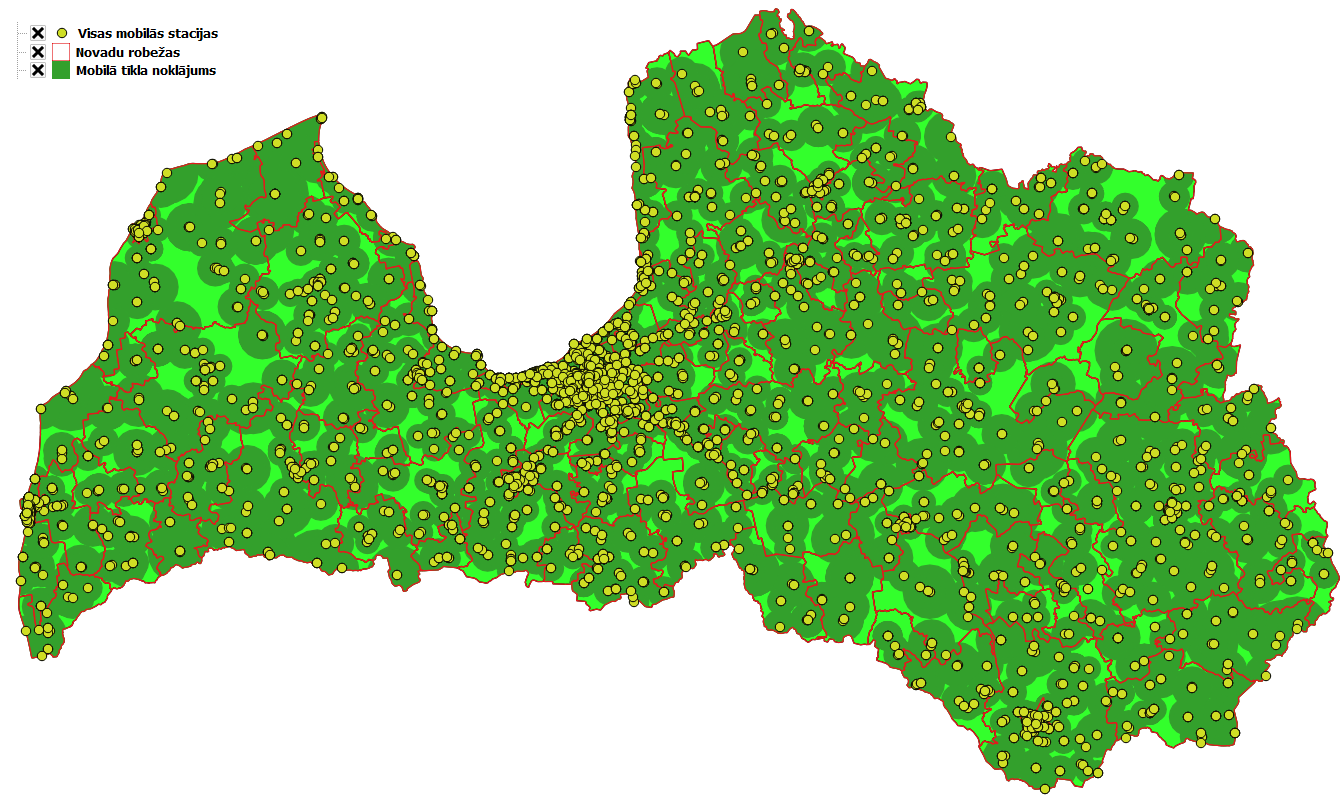 Visas mobilās stacijas
Novadu robežas
Mobilā tīkla noklājums